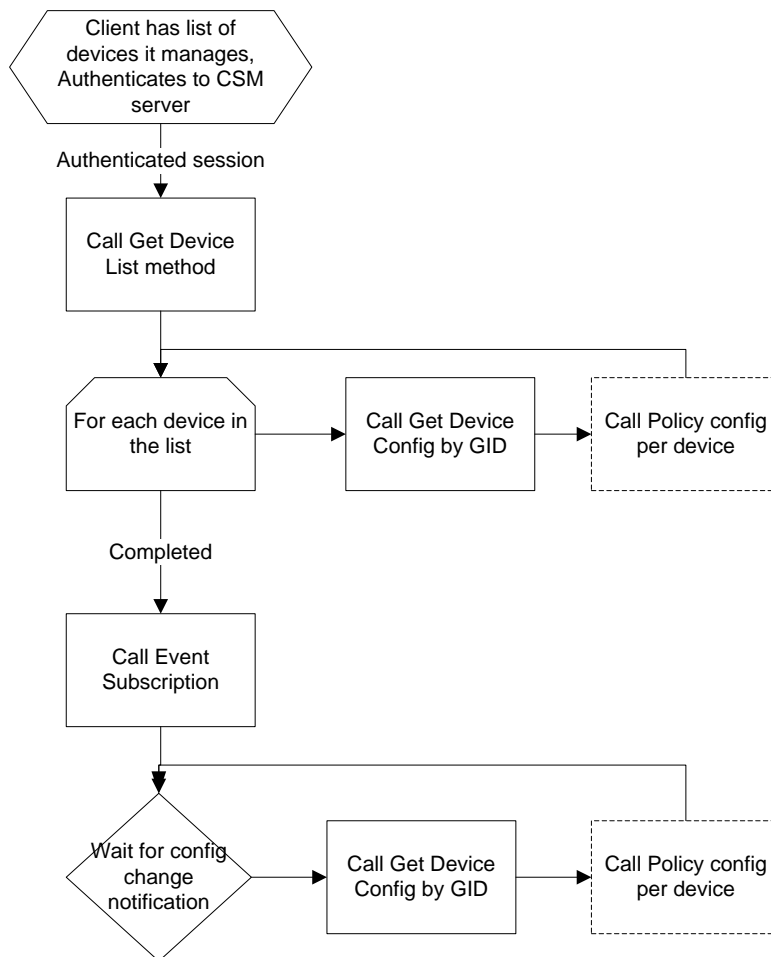 Client has list of
devices it manages,
Authenticates to CSM
server
Authenticated session
Call Get Device
List method
For each device in
the list
Call Get Device
Config by GID
Call Policy config
per device
Completed
Call Event
Subscription
Wait for config
change
notification
Call Get Device
Config by GID
Call Policy config
per device